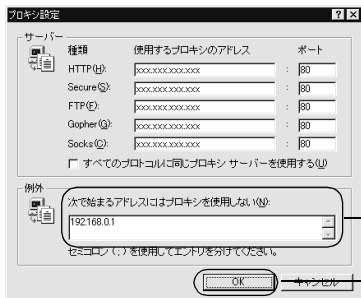 プロキシ設定
サーバー
種類 使用するプロキシのアドレス ポート
HTTP(H): xxx.xxx.xxx.xxx : 80
Secure(S): xxx.xxx.xxx.xxx : 80
FTP(F): xxx.xxx.xxx.xxx : 80
Gopher(G): xxx.xxx.xxx.xxx : 80
Socks(C): xxx.xxx.xxx.xxx : 80
すべてのプロトコルに同じプロキシ サーバーを使用する(U)
例外
次で始まるアドレスにはプロキシを使用しない(N):
192.168.0.1
セミコロン ( ; ) を使用してエントリを分けてください。
OK キャンセル